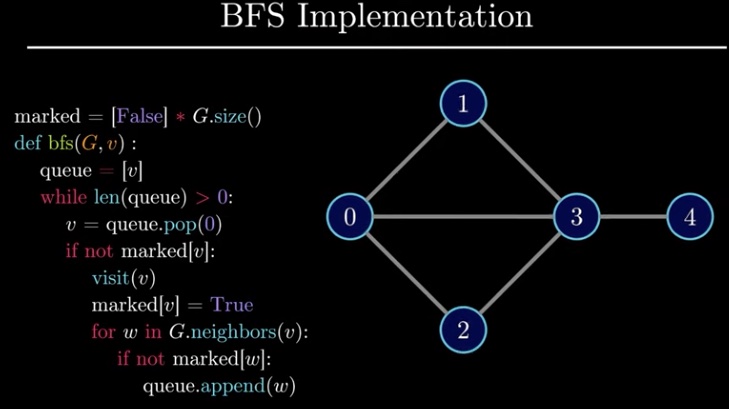 BFS Implementation
marked = [False] * G.size()
def bfs(G, v) :
queue = [v]
while len(queue) > 0:
v = queue.pop(0)
if not marked[v]:
visit(v)
marked[v] = True
for w in G.neighbors(v):
if not marked[w]:
queue.append(w)
1
0
3
4
2